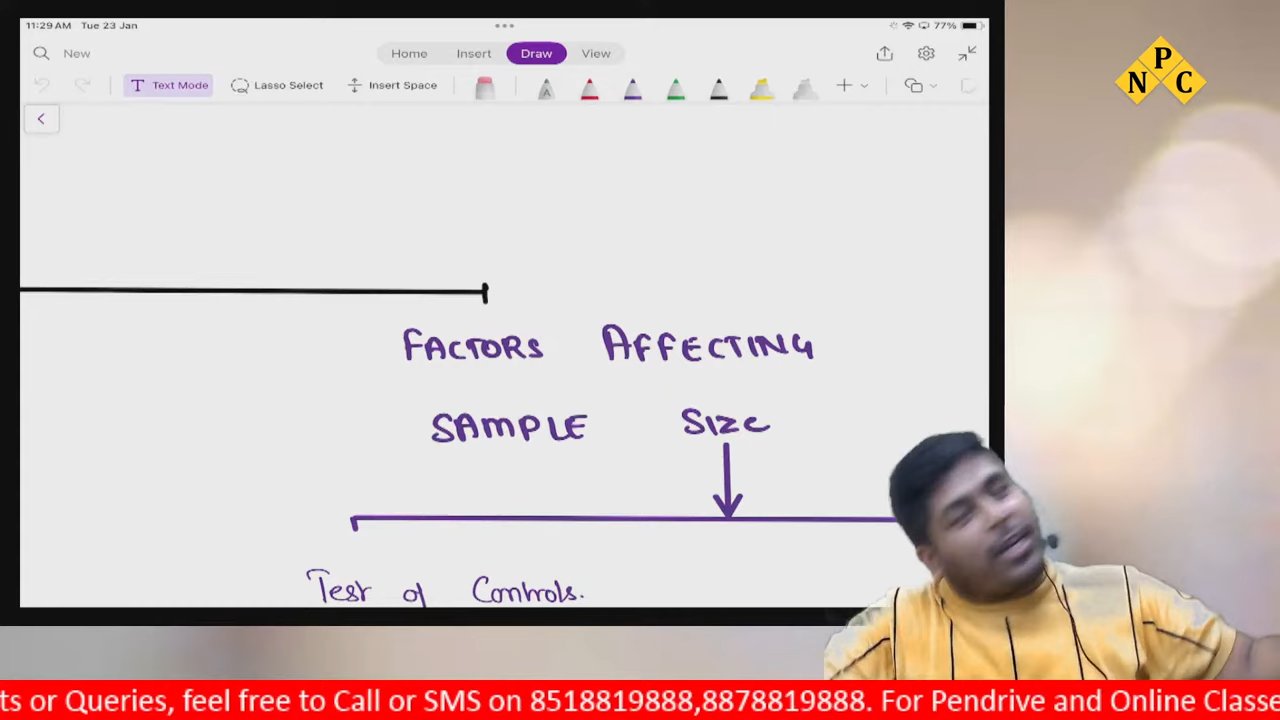 11:29 AM Tue 23 Jan
77%
New
Home Insert Draw View
Text Mode Lasso Select Insert Space
FACTORS AFFECTING
SAMPLE SIZE
Test of Controls.
NPC
ts or Queries, feel free to Call or SMS on 8518819888,8878819888. For Pendrive and Online Classe